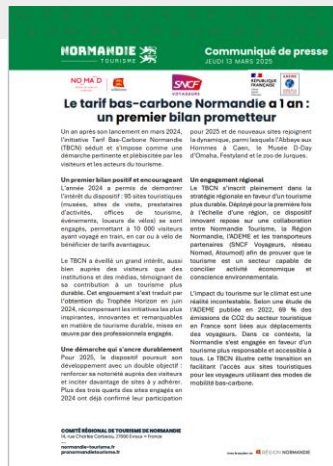 NORMANDIE
TOURISME
Communiqué de presse
JEUDI 13 MARS 2025
NOMAD
SNCF
VOYAGEURS
RÉPUBLIQUE
FRANÇAISE
ADEME
Le tarif bas-carbone Normandie a 1 an :
un premier bilan prometteur
Un an après son lancement en mars 2024,
l'initiative Tarif Bas-Carbone Normandie
(TBCN) séduit et s'impose comme une
démarche pertinente et plébiscitée par les
visiteurs et les acteurs du tourisme.
Un premier bilan positif et encourageant
L'année 2024 a permis de démontrer
l'intérêt du dispositif : 95 sites touristiques
(musées, sites de visite, prestataires
d'activités, offices de tourisme,
événements, loueurs de vélos) se sont
engagés, permettant à 10 000 visiteurs
ayant voyagé en train, en car ou à vélo de
bénéficier de tarifs avantageux.
Le TBCN a éveillé un grand intérêt, aussi
bien auprès des visiteurs que des
institutions et des médias, témoignant de
sa contribution à un tourisme plus
durable. Cet engouement s'est traduit par
l'obtention du Trophée Horizon en juin
2024, récompensant les initiatives les plus
inspirantes, innovantes et remarquables
en matière de tourisme durable, mises en
œuvre par des professionnels engagés.
Une démarche qui s'ancre durablement
Pour 2025, le dispositif poursuit son
développement avec un double objectif :
renforcer sa notoriété auprès des visiteurs
et inciter davantage de sites à y adhérer.
Plus des trois quarts des sites engagés en
2024 ont déjà confirmé leur participation
pour 2025 et de nouveaux sites rejoignent
la dynamique, parmi lesquels l'Abbaye aux
Hommes à Caen, le Musée D-Day
d'Omaha, Festyland et le zoo de Jurques.
Un engagement régional
Le TBCN s'inscrit pleinement dans la
stratégie régionale en faveur d'un tourisme
plus durable. Déployé pour la première fois
à l'échelle d'une région, ce dispositif
innovant repose sur une collaboration
entre Normandie Tourisme, la Région
Normandie, l'ADEME et les transporteurs
partenaires (SNCF Voyageurs, réseau
Nomad, Atoumod) afin de prouver que le
tourisme est un secteur capable de
concilier activité économique et
conscience environnementale.
L'impact du tourisme sur le climat est une
réalité incontestable. Selon une étude de
l'ADEME publiée en 2022, 69 % des
émissions de CO2 du secteur touristique
en France sont liées aux déplacements
des voyageurs. Dans ce contexte, la
Normandie s'engage en faveur d'un
tourisme plus responsable et accessible à
tous. Le TBCN illustre cette transition en
facilitant l'accès aux sites touristiques
pour les voyageurs utilisant des modes de
mobilité bas-carbone.
COMITÉ RÉGIONAL DE TOURISME DE NORMANDIE
14, rue Charles Corbeau, 27000 Évreux • France
normandie-tourisme.fr
pronormandietourisme.fr
RÉGION NORMANDIE